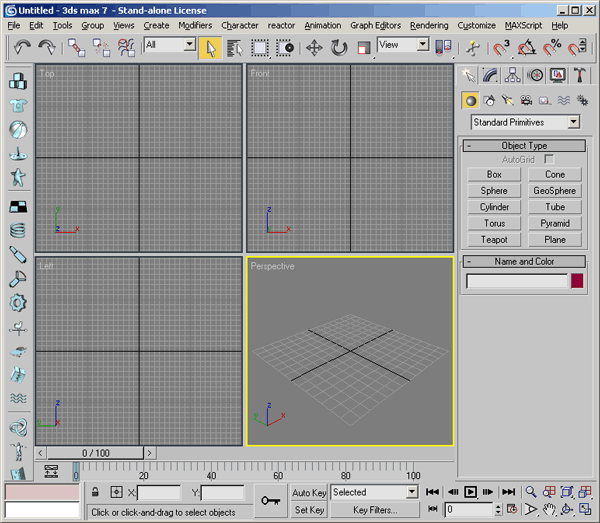 Untitled - 3ds max 7 - Stand-alone License
File Edit Tools Group Views Create Modifiers Character reactor Animation Graph Editors Rendering Customize MAXScript Help
All View 3 %
Top Front
y x z
z x y
Standard Primitives
- Object Type
AutoGrid
Box Cone
Sphere GeoSphere
Cylinder Tube
Torus Pyramid
Teapot Plane
- Name and Color
Left Perspective
z y
z y x
< 0 / 100 >
0 20 40 60 80 100
X: Y: Auto Key Selected
Click or click-and-drag to select objects Set Key Key Filters... 0